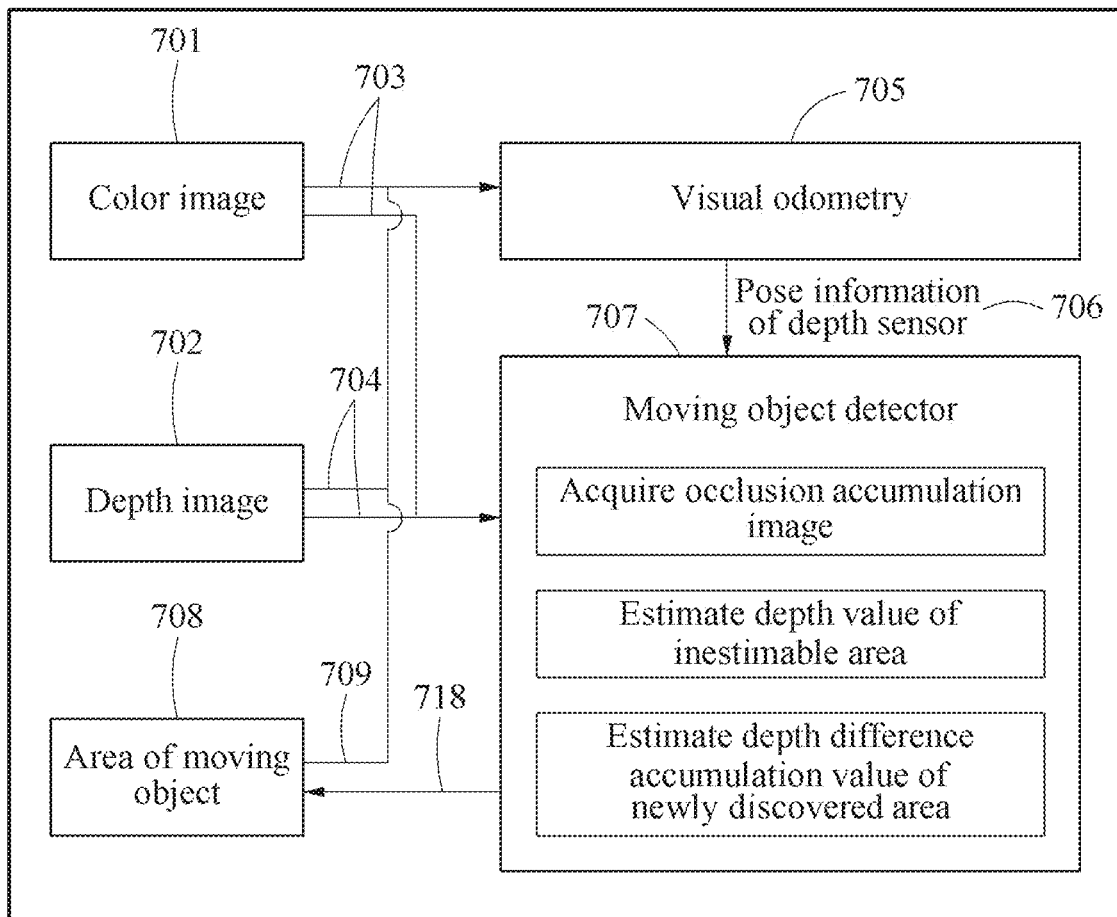 701
703
705
Color image
Visual odometry
Pose information
of depth sensor
706
707
702
704
Depth image
Moving object detector
Acquire occlusion accumulation
image
Estimate depth value of
inestimable area
708
709
718
Area of moving
object
Estimate depth difference
accumulation value of
newly discovered area